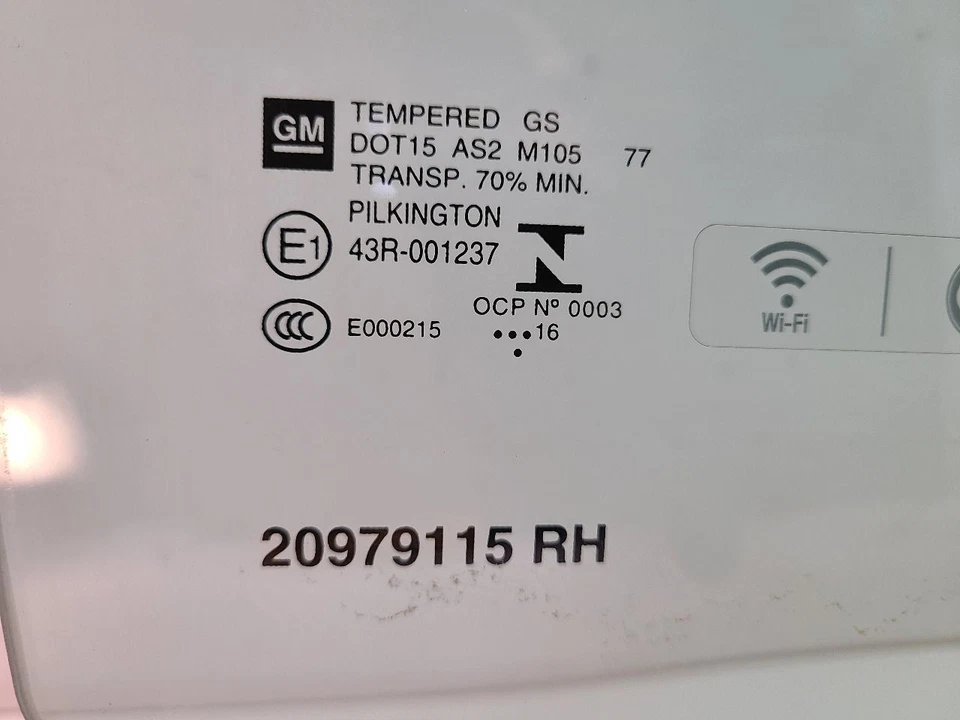 GM
TEMPERED GS
DOT15 AS2 M105 77
TRANSP. 70% MIN.
PILKINGTON
E1 43R-001237
OCP Nº 0003
CCC E000215
•••16
•
Wi-Fi
20979115 RH